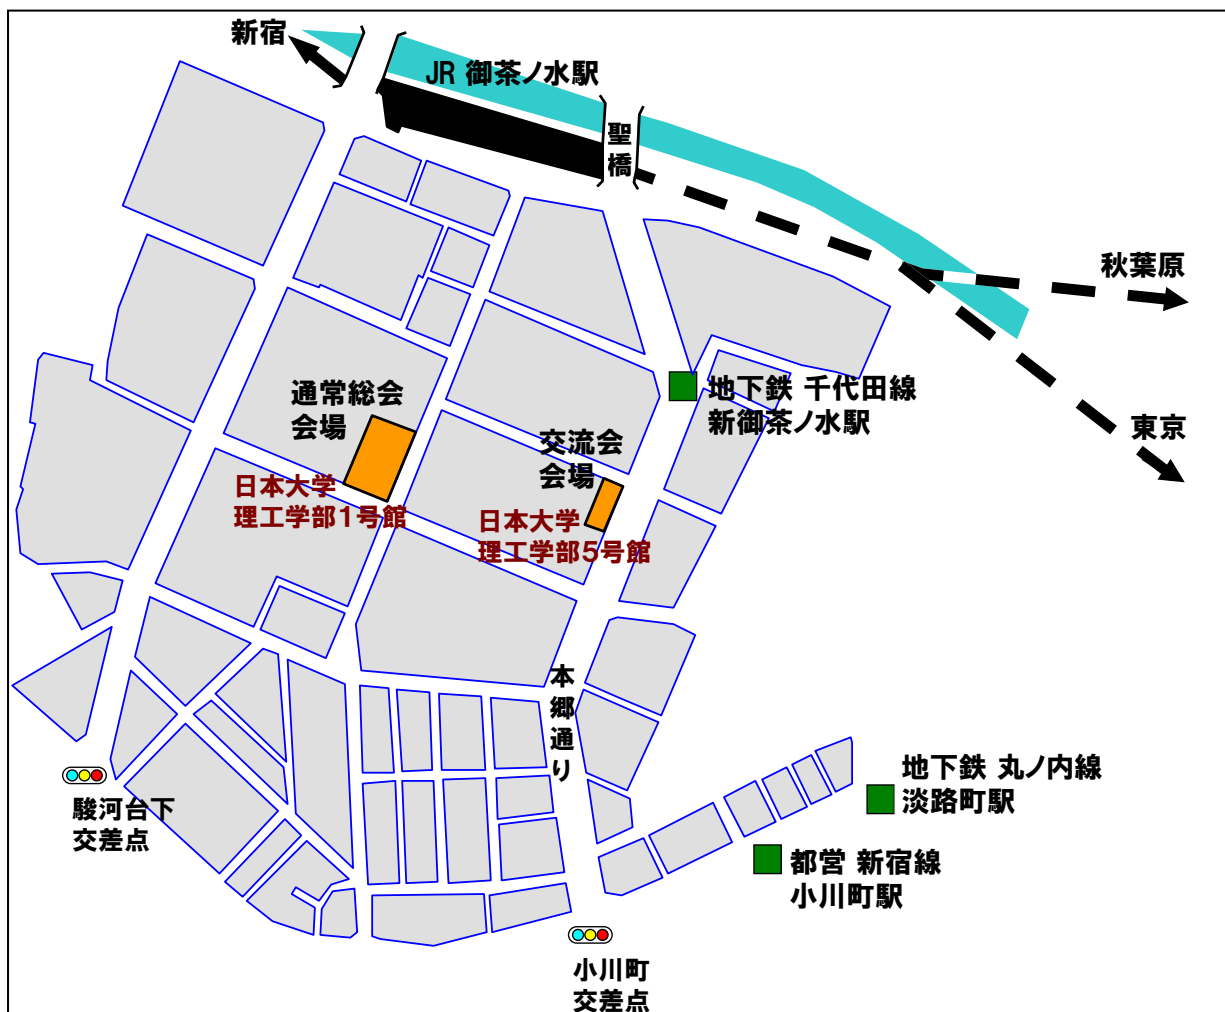 新宿
JR 御茶ノ水駅
聖橋
秋葉原
東京
地下鉄 千代田線
新御茶ノ水駅
通常総会
会場
日本大学
理工学部1号館
交流会
会場
日本大学
理工学部5号館
本郷通り
地下鉄 丸ノ内線
淡路町駅
都営 新宿線
小川町駅
駿河台下
交差点
小川町
交差点